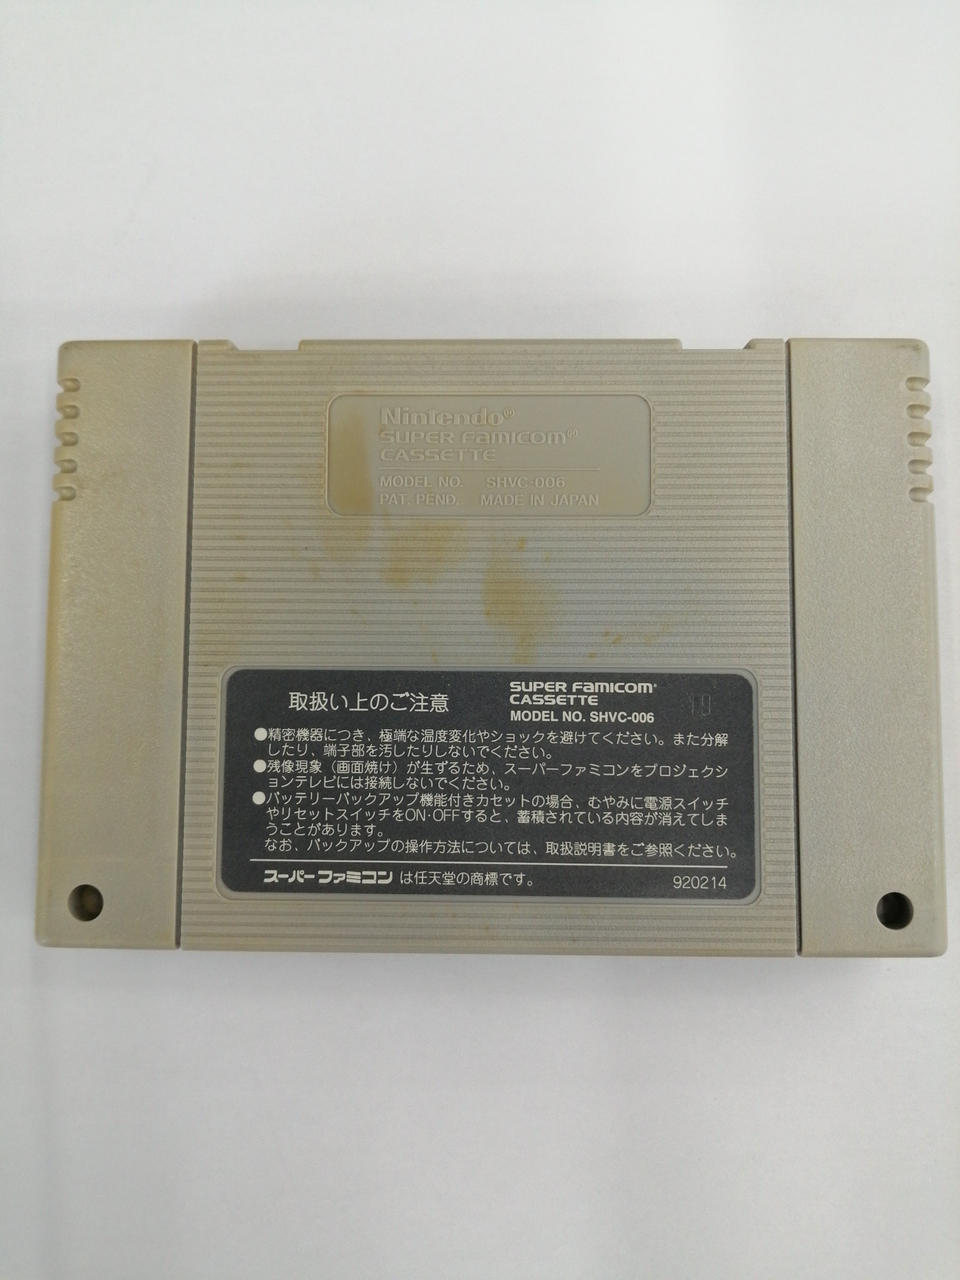 Nintendo®
SUPER FAMICOM®
CASSETTE
MODEL NO. SHVC-006
PAT. PEND. MADE IN JAPAN
取扱い上のご注意
SUPER FAMICOM®
CASSETTE
MODEL NO. SHVC-006
19
●精密機器につき、極端な温度変化やショックを避けてください。また分解
したり、端子部を汚したりしないでください。
●残像現象（画面焼け）が生ずるため、スーパーファミコンをプロジェクシ
ョンテレビには接続しないでください。
●バッテリーバックアップ機能付きカセットの場合、むやみに電源スイッチ
やリセットスイッチをON·OFFすると、蓄積されている内容が消えてしま
うことがあります。
なお、バックアップの操作方法については、取扱説明書をご参照ください。
スーパーファミコン は任天堂の商標です。
920214